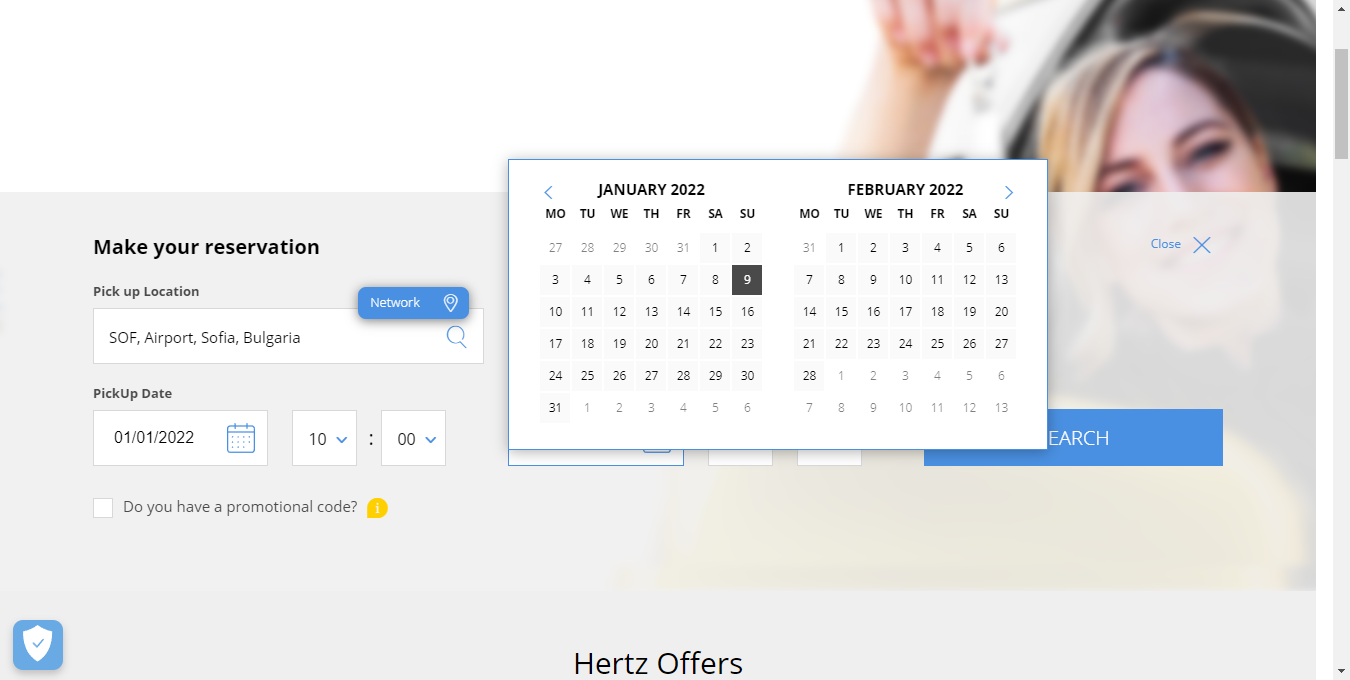 JANUARY 2022
MO TU WE TH FR SA SU
27 28 29 30 31 1 2
3 4 5 6 7 8 9
10 11 12 13 14 15 16
17 18 19 20 21 22 23
24 25 26 27 28 29 30
31 1 2 3 4 5 6
FEBRUARY 2022
MO TU WE TH FR SA SU
31 1 2 3 4 5 6
7 8 9 10 11 12 13
14 15 16 17 18 19 20
21 22 23 24 25 26 27
28 1 2 3 4 5 6
7 8 9 10 11 12 13
Make your reservation
Close
Pick up Location
Network
SOF, Airport, Sofia, Bulgaria
PickUp Date
01/01/2022 10 : 00
EARCH
Do you have a promotional code? i
Hertz Offers